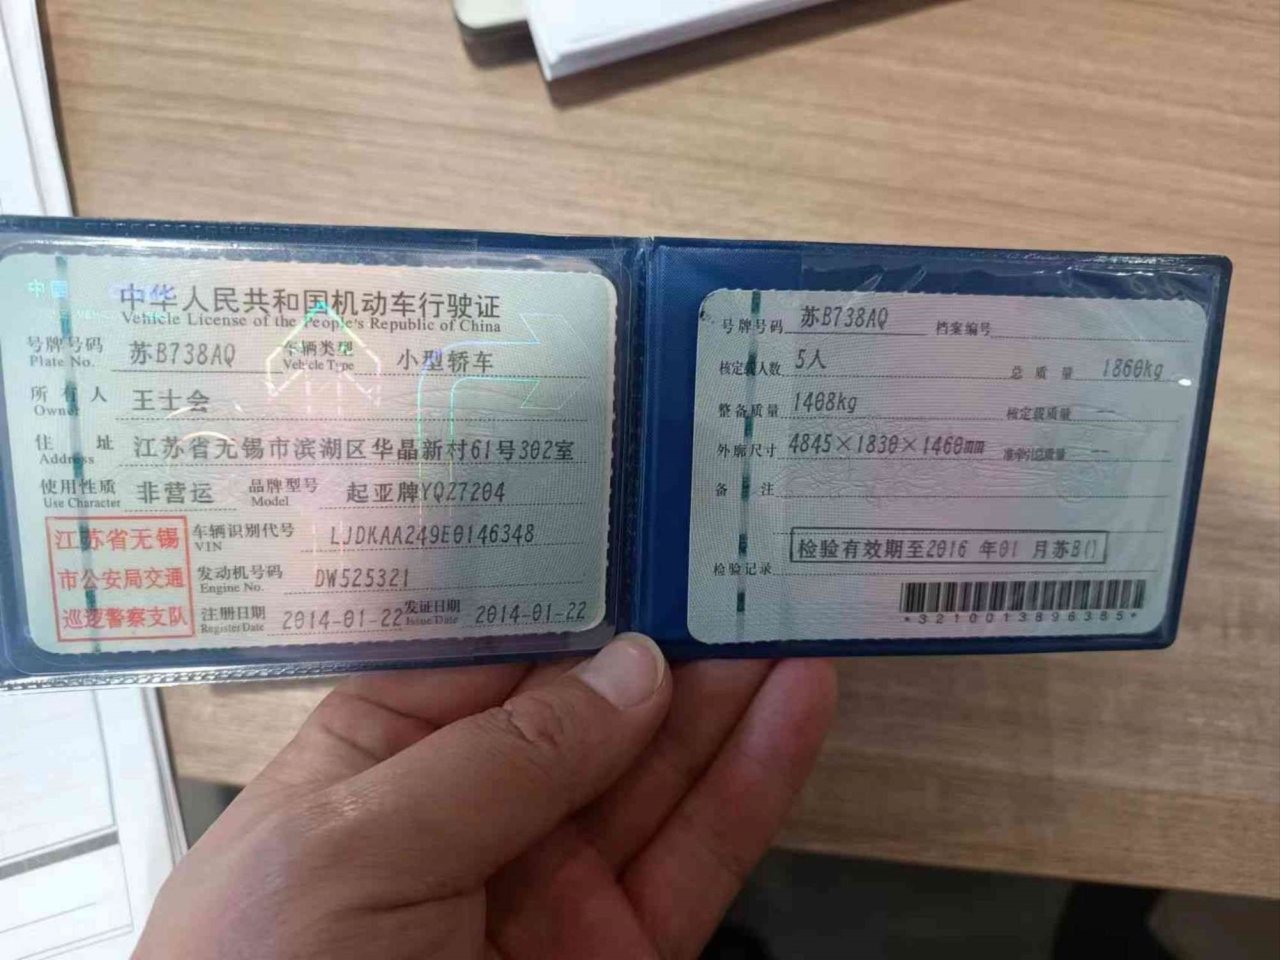 中华人民共和国机动车行驶证
Vehicle License of the People's Republic of China
号牌号码 苏B738AQ 车辆类型 小型轿车
Plate No. Vehicle Type
所有人 王士会
Owner
住址 江苏省无锡市滨湖区华晶新村61号302室
Address
使用性质 非营运 品牌型号 起亚牌YQZ7204
Use Character Model
江苏省无锡
市公安局交通
巡逻警察支队
车辆识别代号 LJDKAA249E0146348
VIN
发动机号码 DW525321
Engine No.
注册日期 2014-01-22 发证日期 2014-01-22
Register Date Issue Date
号牌号码 苏B738AQ 档案编号
核定载人数 5人 总质量 1860kg
整备质量 1408kg 核定载质量 --
外廓尺寸 4845×1830×1460mm 准牵引总质量 --
备注
检验有效期至2016 年01 月苏B()
检验记录
*3210013896385*